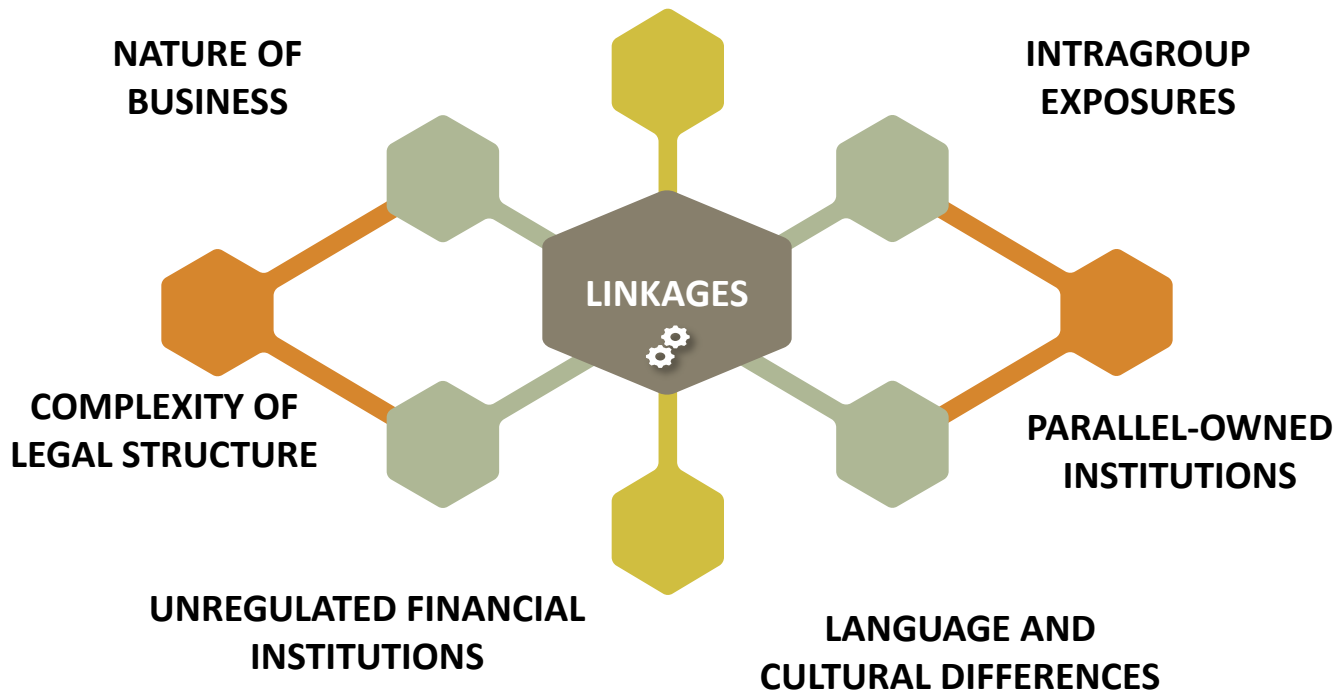 NATURE OF
BUSINESS
INTRAGROUP
EXPOSURES
LINKAGES
COMPLEXITY OF
LEGAL STRUCTURE
PARALLEL-OWNED
INSTITUTIONS
UNREGULATED FINANCIAL
INSTITUTIONS
LANGUAGE AND
CULTURAL DIFFERENCES